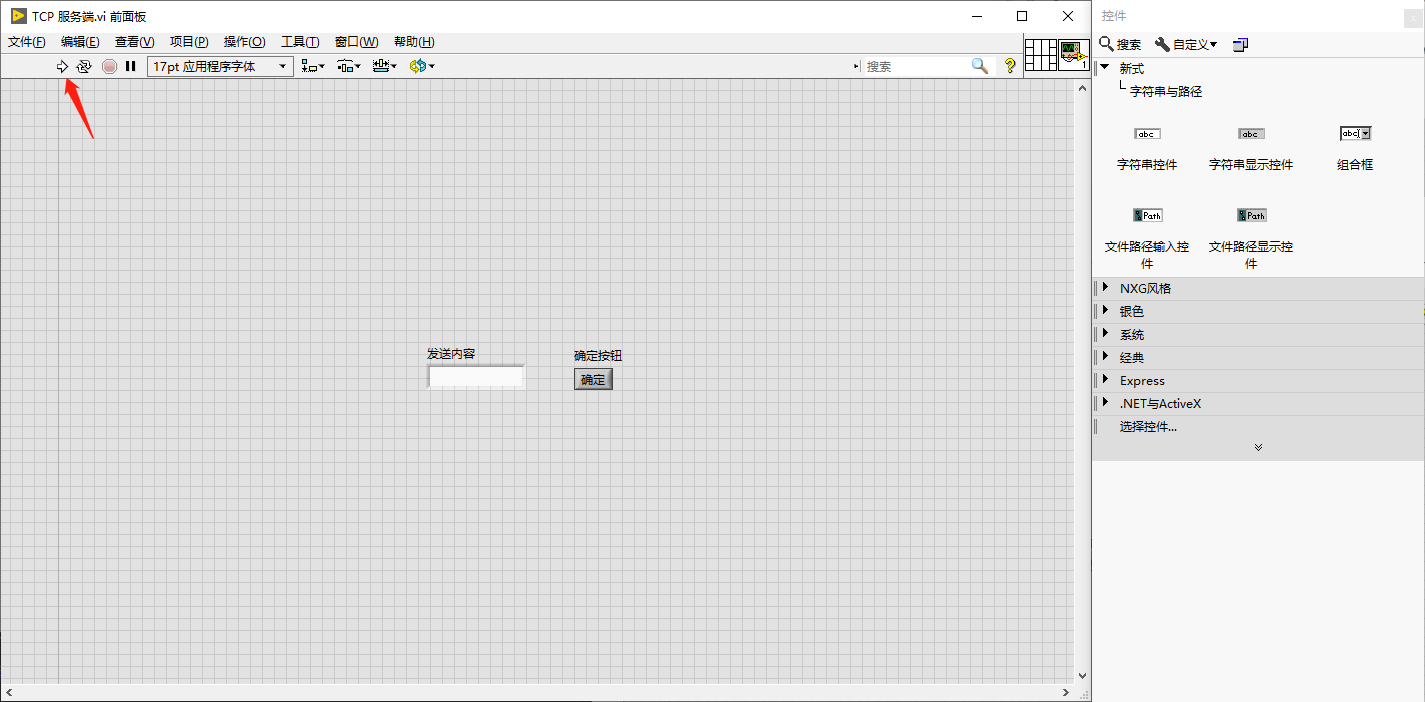 TCP 服务端.vi 前面板
文件(F) 编辑(E) 查看(V) 项目(P) 操作(O) 工具(T) 窗口(W) 帮助(H)
17pt 应用程序字体
搜索
?
1
发送内容
确定按钮
确定
控件
搜索 自定义
新式
字符串与路径
abc abc abc
字符串控件 字符串显示控件 组合框
Path Path
文件路径输入控件 文件路径显示控件
NXG风格
银色
系统
经典
Express
.NET与ActiveX
选择控件...